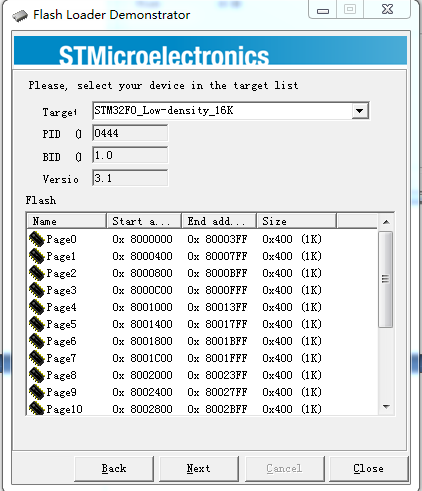 Flash Loader Demonstrator
STMicroelectronics
Please, select your device in the target list
Target STM32F0_Low-density_16K
PID ( 0444
BID ( 1.0
Versio 3.1
Flash
Name Start a... End add... Size
Page0 0x 8000000 0x 80003FF 0x400 (1K)
Page1 0x 8000400 0x 80007FF 0x400 (1K)
Page2 0x 8000800 0x 8000BFF 0x400 (1K)
Page3 0x 8000C00 0x 8000FFF 0x400 (1K)
Page4 0x 8001000 0x 80013FF 0x400 (1K)
Page5 0x 8001400 0x 80017FF 0x400 (1K)
Page6 0x 8001800 0x 8001BFF 0x400 (1K)
Page7 0x 8001C00 0x 8001FFF 0x400 (1K)
Page8 0x 8002000 0x 80023FF 0x400 (1K)
Page9 0x 8002400 0x 80027FF 0x400 (1K)
Page10 0x 8002800 0x 8002BFF 0x400 (1K)
Back Next Cancel Close